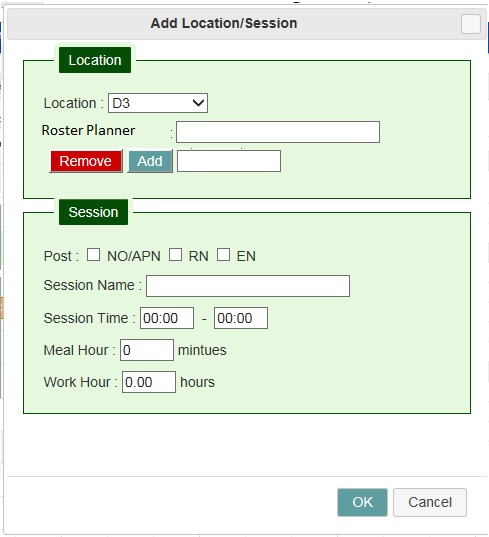 Add Location/Session
Location
Location : D3
Roster Planner :
Remove Add
Session
Post : NO/APN RN EN
Session Name :
Session Time : 00:00 - 00:00
Meal Hour : 0 mintues
Work Hour : 0.00 hours
OK Cancel